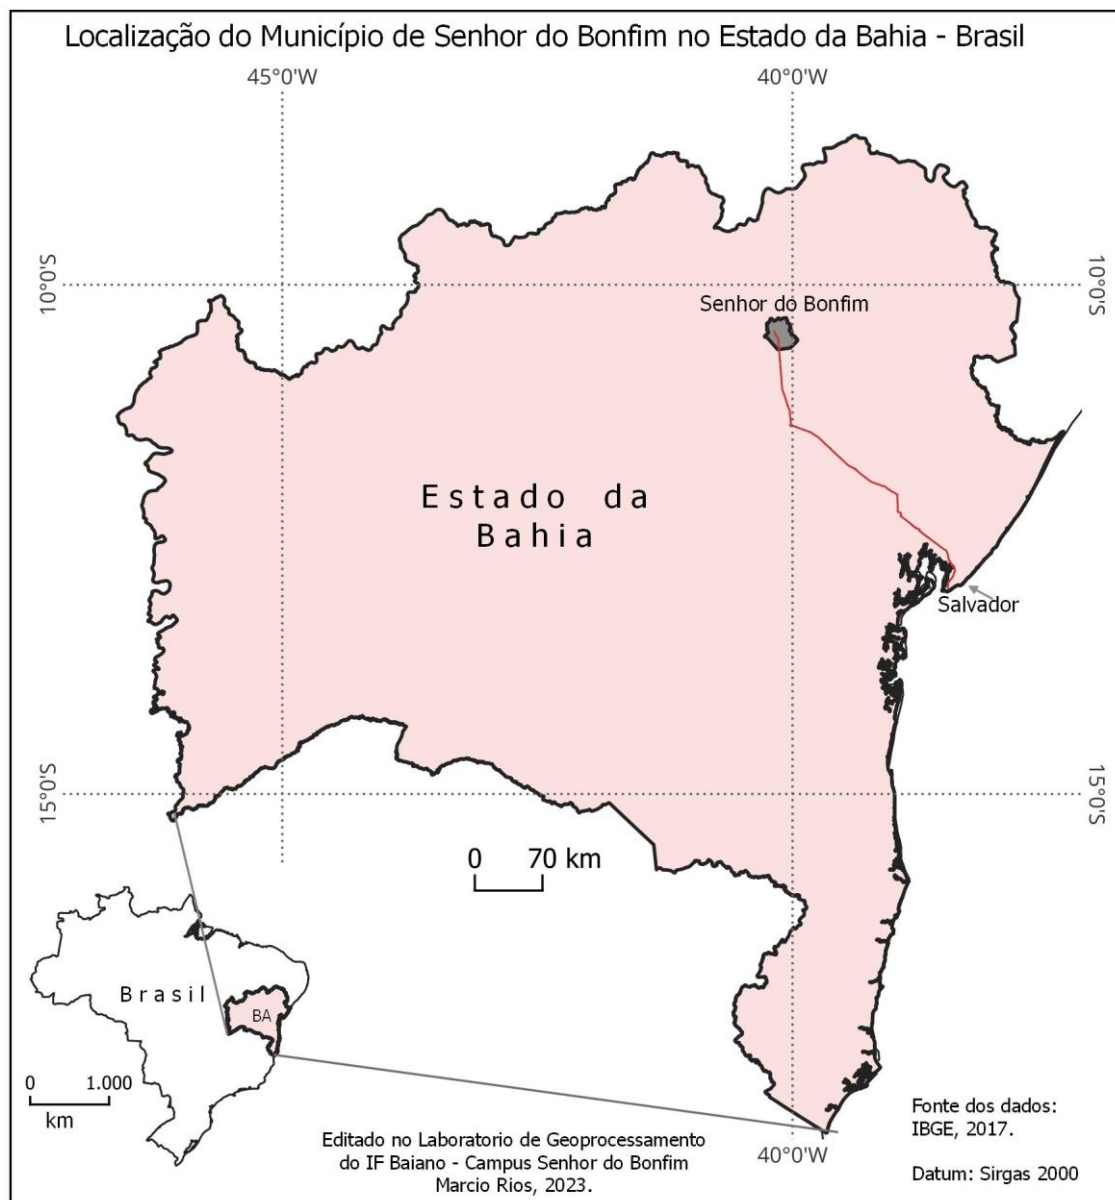 Localização do Município de Senhor do Bonfim no Estado da Bahia - Brasil
45°0'W
40°0'W
10°0'S
10°0'S
Senhor do Bonfim
Estado da
Bahia
Salvador
15°0'S
15°0'S
0 70 km
Brasil
BA
0 1.000
km
Editado no Laboratorio de Geoprocessamento
do IF Baiano - Campus Senhor do Bonfim
Marcio Rios, 2023.
40°0'W
Fonte dos dados:
IBGE, 2017.
Datum: Sirgas 2000